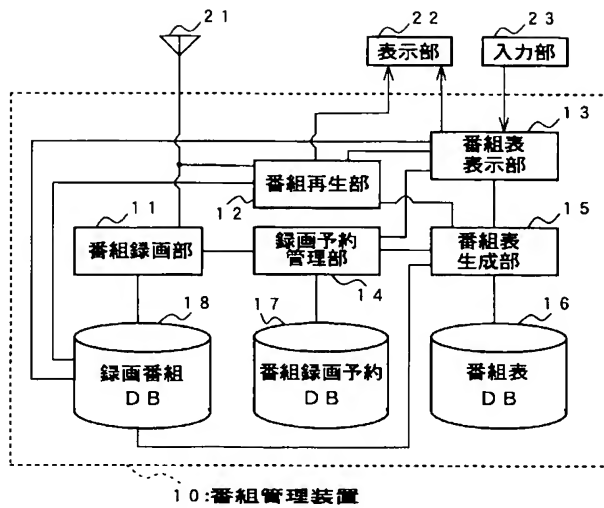 21
22
23
表示部
入力部
13
番組表
表示部
番組再生部
12
11
15
番組録画部
録画予約
管理部
番組表
生成部
14
18
17
16
録画番組
DB
番組録画予約
DB
番組表
DB
10:番組管理装置